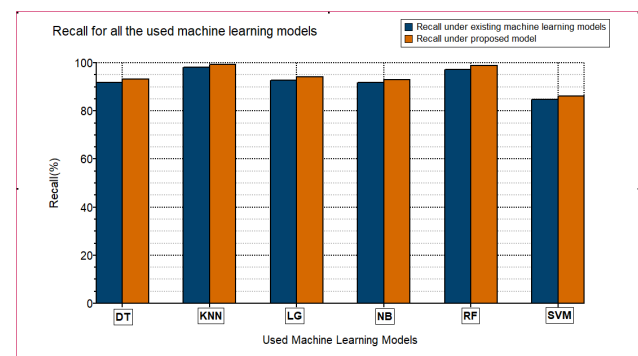 Recall for all the used machine learning models
Recall under existing machine learning models
Recall under proposed model
Recall(%)
100
80
60
40
20
0
DT KNN LG NB RF SVM
Used Machine Learning Models